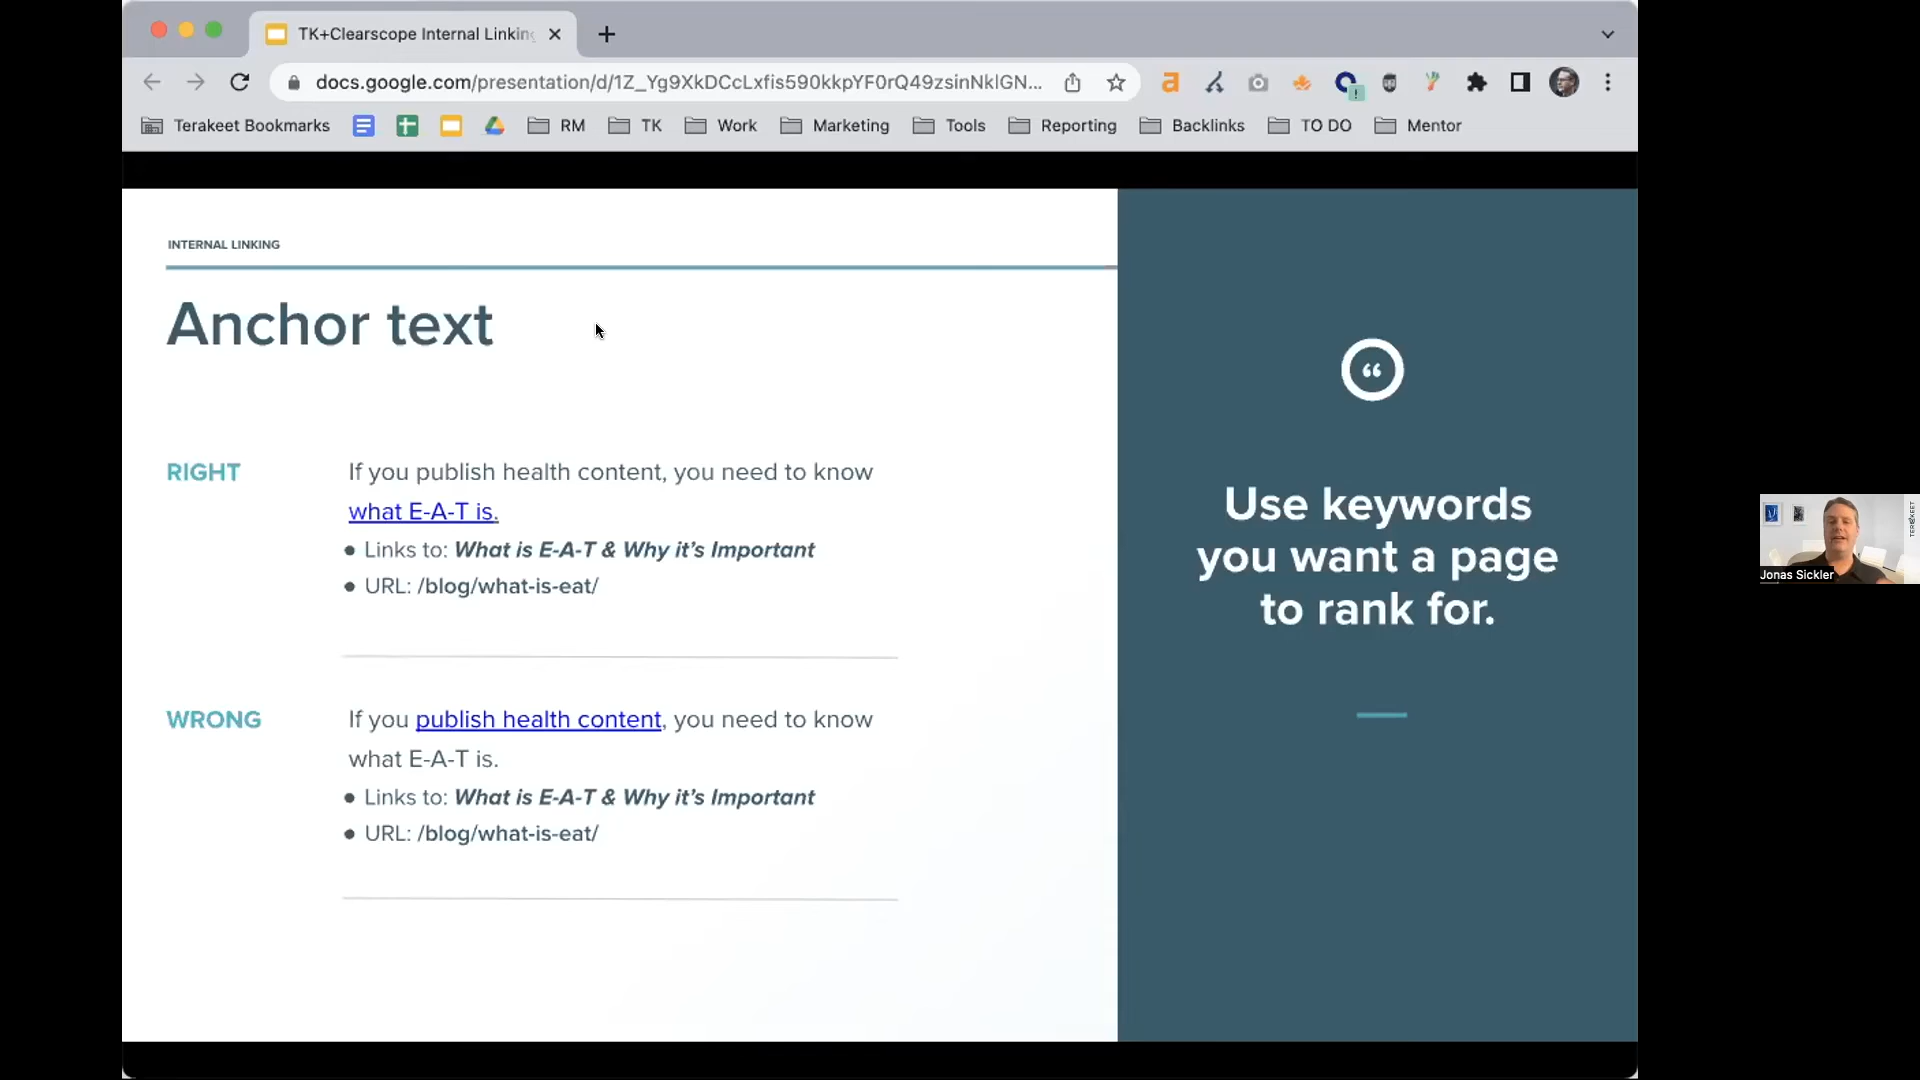 TK+Clearscope Internal Linkin
docs.google.com/presentation/d/1Z_Yg9XkDCcLxfis590kkpYF0rQ49zsinNklGN...
Terakeet Bookmarks RM TK Work Marketing Tools Reporting Backlinks TO DO Mentor
INTERNAL LINKING
Anchor text
RIGHT
If you publish health content, you need to know
what E-A-T is.
● Links to: What is E-A-T & Why it's Important
● URL: /blog/what-is-eat/
WRONG
If you publish health content, you need to know
what E-A-T is.
● Links to: What is E-A-T & Why it's Important
● URL: /blog/what-is-eat/
“
Use keywords
you want a page
to rank for.
TERAKEET
Jonas Sickler